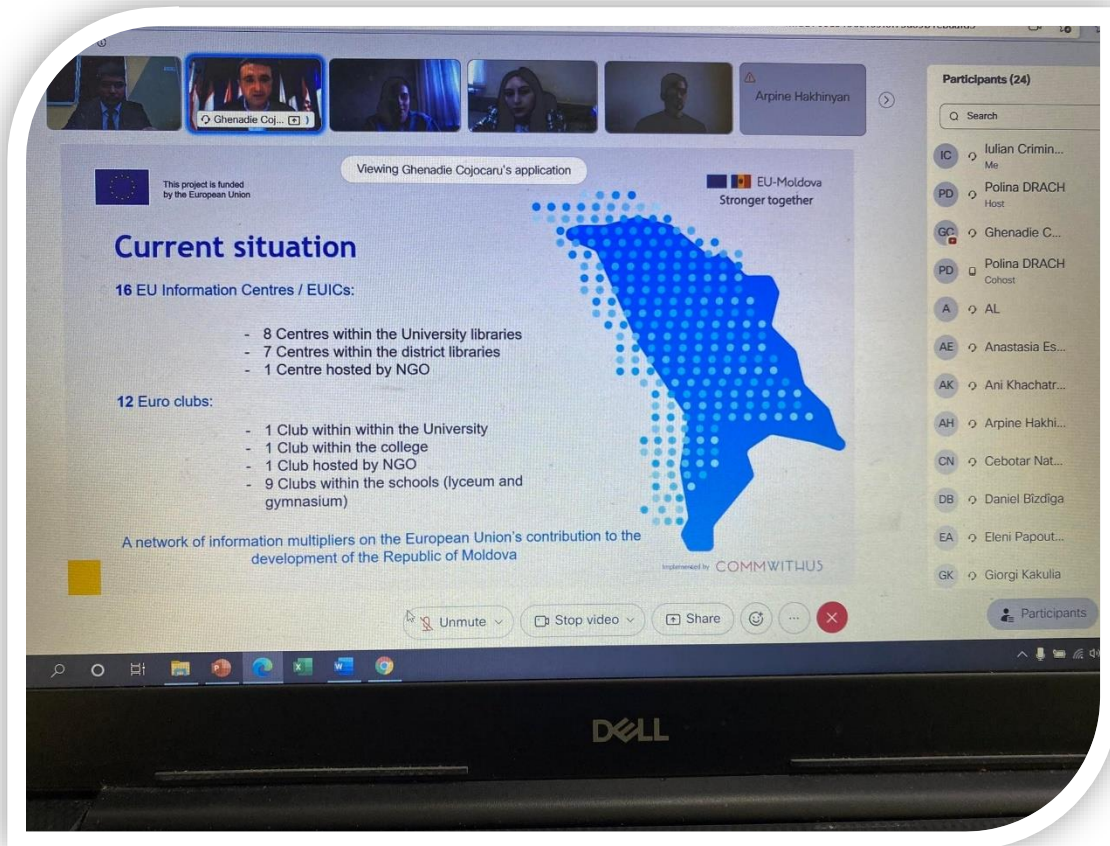 Ghenadie Coj...
Arpine Hakhinyan
Viewing Ghenadie Cojocaru's application
This project is funded
by the European Union
EU-Moldova
Stronger together
Current situation
16 EU Information Centres / EUICs:
- 8 Centres within the University libraries
- 7 Centres within the district libraries
- 1 Centre hosted by NGO
12 Euro clubs:
- 1 Club within within the University
- 1 Club within the college
- 1 Club hosted by NGO
- 9 Clubs within the schools (lyceum and
gymnasium)
A network of information multipliers on the European Union's contribution to the
development of the Republic of Moldova
Implemented by COMMWITHUS
Participants (24)
Search
IC Iulian Crimin...
Me
PD Polina DRACH
Host
GC Ghenadie C...
PD Polina DRACH
Cohost
A AL
AE Anastasia Es...
AK Ani Khachatr...
AH Arpine Hakhi...
CN Cebotar Nat...
DB Daniel Bîzdîga
EA Eleni Papout...
GK Giorgi Kakulia
Unmute
Stop video
Share
Participants
DELL